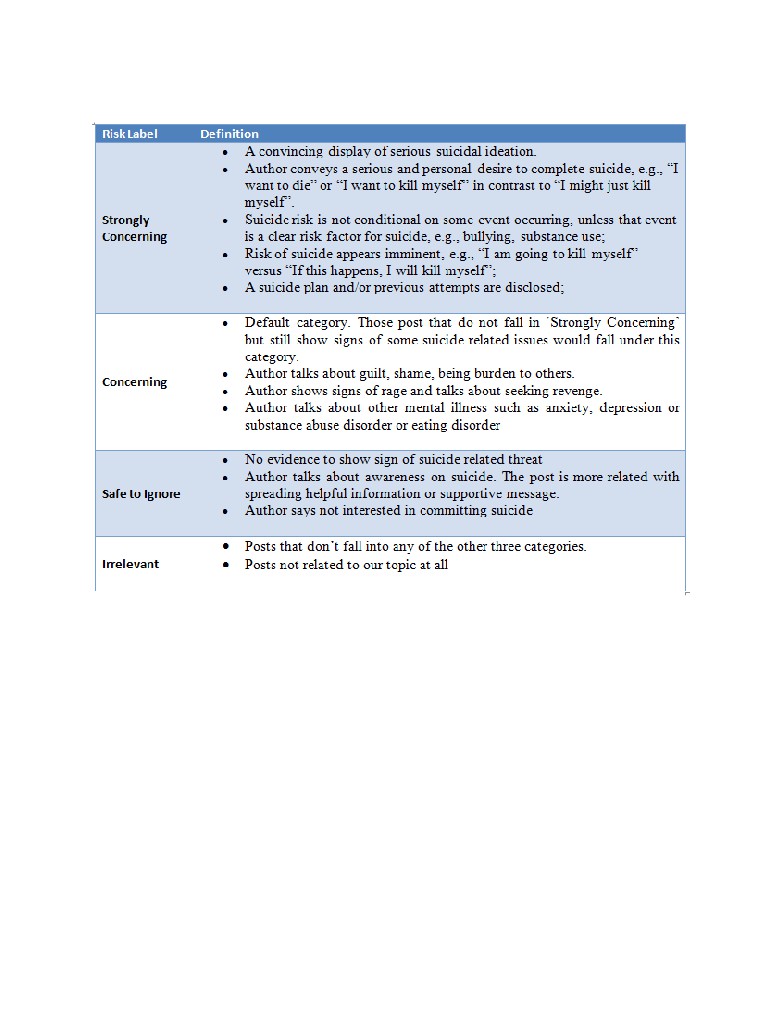 Risk Label Definition
• A convincing display of serious suicidal ideation.
• Author conveys a serious and personal desire to complete suicide, e.g., “I
want to die” or “I want to kill myself” in contrast to “I might just kill
myself”.
Strongly
Concerning
• Suicide risk is not conditional on some event occurring, unless that event
is a clear risk factor for suicide, e.g., bullying, substance use;
• Risk of suicide appears imminent, e.g., “I am going to kill myself”
versus “If this happens, I will kill myself”;
• A suicide plan and/or previous attempts are disclosed;
Concerning
• Default category. Those post that do not fall in ‘Strongly Concerning’
but still show signs of some suicide related issues would fall under this
category.
• Author talks about guilt, shame, being burden to others.
• Author shows signs of rage and talks about seeking revenge.
• Author talks about other mental illness such as anxiety, depression or
substance abuse disorder or eating disorder
Safe to Ignore
• No evidence to show sign of suicide related threat
• Author talks about awareness on suicide. The post is more related with
spreading helpful information or supportive message.
• Author says not interested in committing suicide
Irrelevant
• Posts that don’t fall into any of the other three categories.
• Posts not related to our topic at all